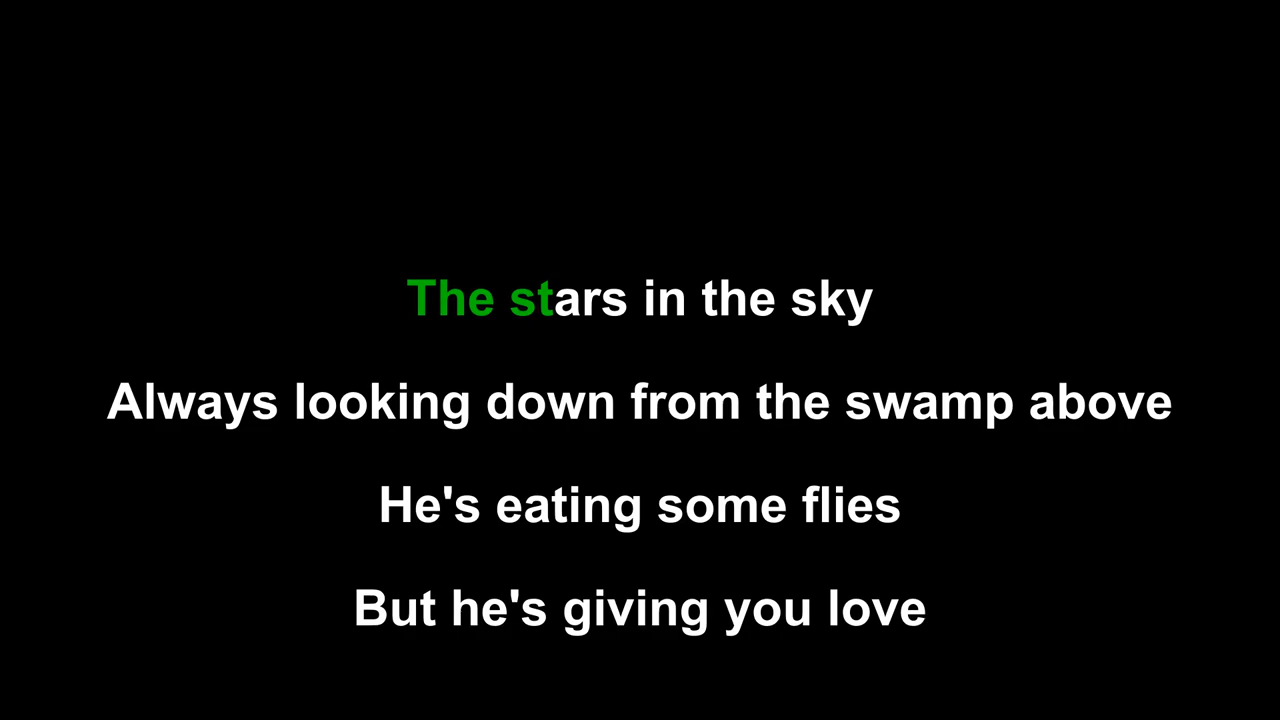 The stars in the sky
Always looking down from the swamp above
He's eating some flies
But he's giving you love